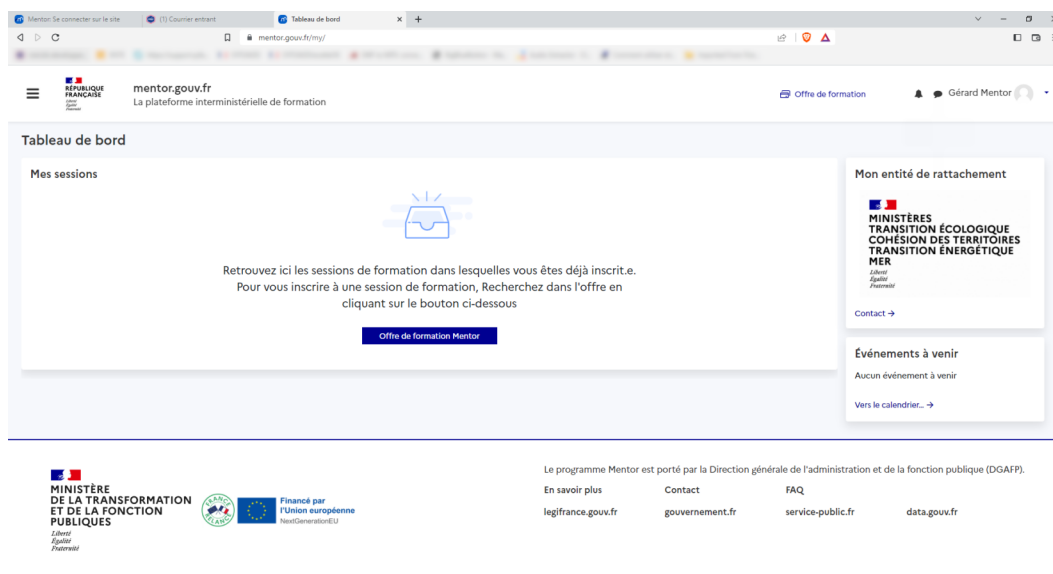 Mentor: Se connecter sur le site
(1) Courrier entrant
Tableau de bord
mentor.gouv.fr/my/
RÉPUBLIQUE
FRANÇAISE
Liberté
Égalité
Fraternité
mentor.gouv.fr
La plateforme interministérielle de formation
Offre de formation
Gérard Mentor
Tableau de bord
Mes sessions
Retrouvez ici les sessions de formation dans lesquelles vous êtes déjà inscrit.e.
Pour vous inscrire à une session de formation, Recherchez dans l'offre en
cliquant sur le bouton ci-dessous
Offre de formation Mentor
Mon entité de rattachement
MINISTÈRES
TRANSITION ÉCOLOGIQUE
COHÉSION DES TERRITOIRES
TRANSITION ÉNERGÉTIQUE
MER
Liberté
Égalité
Fraternité
Contact →
Événements à venir
Aucun événement à venir
Vers le calendrier... →
MINISTÈRE
DE LA TRANSFORMATION
ET DE LA FONCTION
PUBLIQUES
Liberté
Égalité
Fraternité
FRANCE
RELANCE
Financé par
l'Union européenne
NextGenerationEU
Le programme Mentor est porté par la Direction générale de l'administration et de la fonction publique (DGAFP).
En savoir plus Contact FAQ
legifrance.gouv.fr gouvernement.fr service-public.fr data.gouv.fr